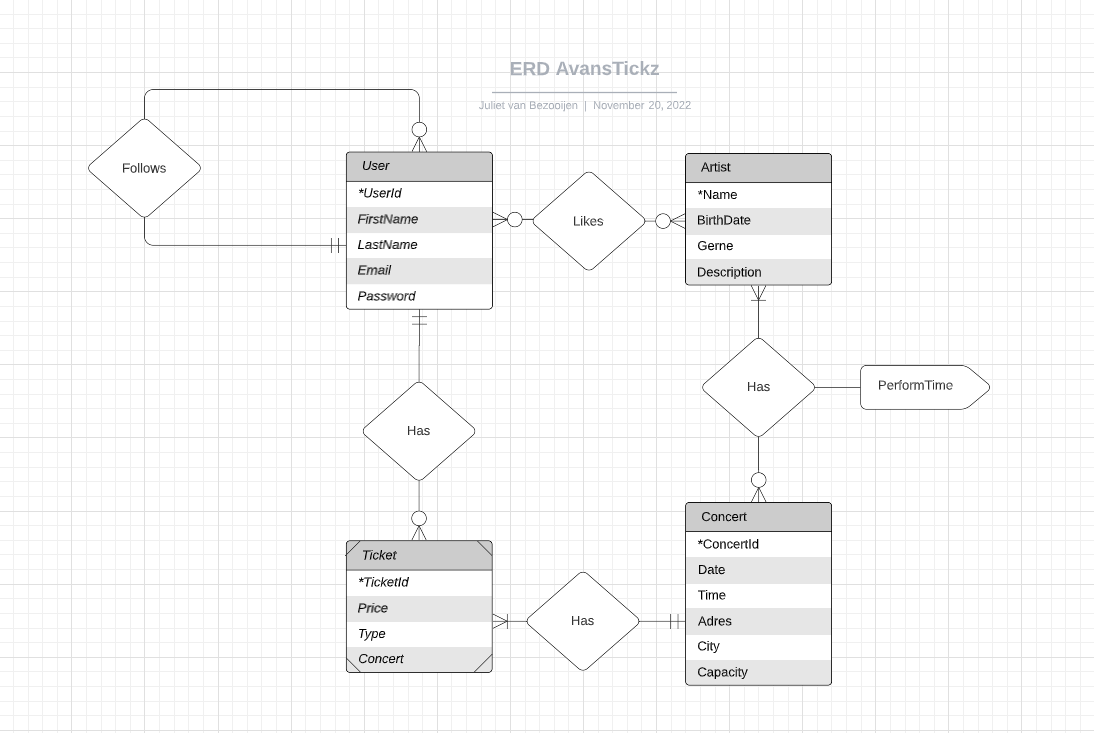 ERD AvansTickz
Juliet van Bezooijen | November 20, 2022
Follows
User
*UserId
FirstName
LastName
Email
Password
Likes
Artist
*Name
BirthDate
Gerne
Description
Has
Has
PerformTime
Ticket
*TicketId
Price
Type
Concert
Has
Concert
*ConcertId
Date
Time
Adres
City
Capacity